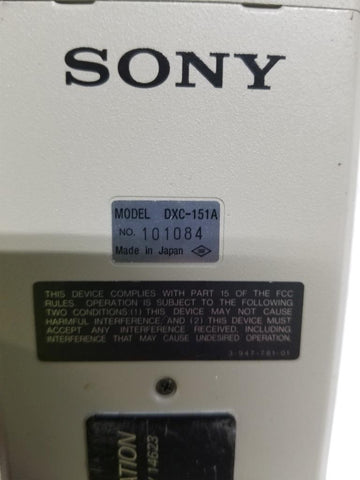 SONY
MODEL DXC-151A
NO. 101084
Made in Japan
THIS DEVICE COMPLIES WITH PART 15 OF THE FCC
RULES. OPERATION IS SUBJECT TO THE FOLLOWING
TWO CONDITIONS:(1) THIS DEVICE MAY NOT CAUSE
HARMFUL INTERFERENCE, AND (2) THIS DEVICE MUST
ACCEPT ANY INTERFERENCE RECEIVED, INCLUDING
INTERFERENCE THAT MAY CAUSE UNDESIRED OPERATION.
3-947-781-01
ATION
14623